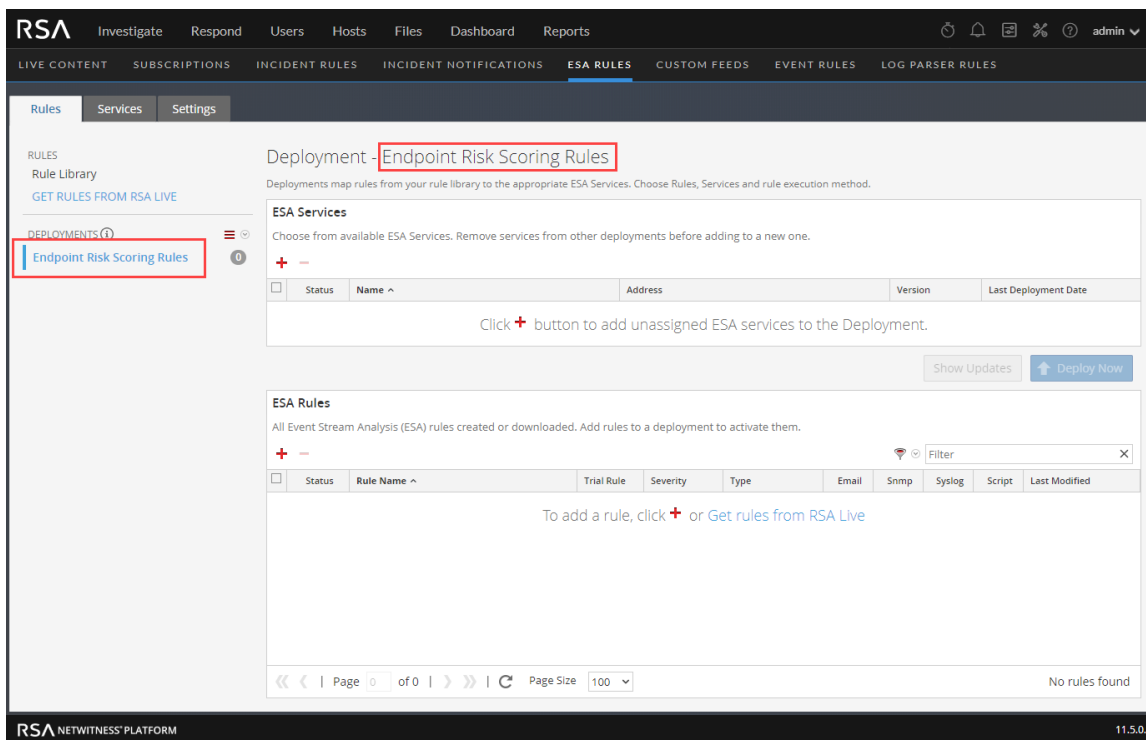 RSA Investigate Respond Users Hosts Files Dashboard Reports admin
LIVE CONTENT SUBSCRIPTIONS INCIDENT RULES INCIDENT NOTIFICATIONS ESA RULES CUSTOM FEEDS EVENT RULES LOG PARSER RULES
Rules Services Settings
RULES
Rule Library
GET RULES FROM RSA LIVE
DEPLOYMENTS
Endpoint Risk Scoring Rules 0
Deployment - Endpoint Risk Scoring Rules
Deployments map rules from your rule library to the appropriate ESA Services. Choose Rules, Services and rule execution method.
ESA Services
Choose from available ESA Services. Remove services from other deployments before adding to a new one.
Status Name Address Version Last Deployment Date
Click + button to add unassigned ESA services to the Deployment.
Show Updates Deploy Now
ESA Rules
All Event Stream Analysis (ESA) rules created or downloaded. Add rules to a deployment to activate them.
Filter
Status Rule Name Trial Rule Severity Type Email Snmp Syslog Script Last Modified
To add a rule, click + or Get rules from RSA Live
Page 0 of 0 Page Size 100 No rules found
RSA NETWITNESS® PLATFORM 11.5.0.